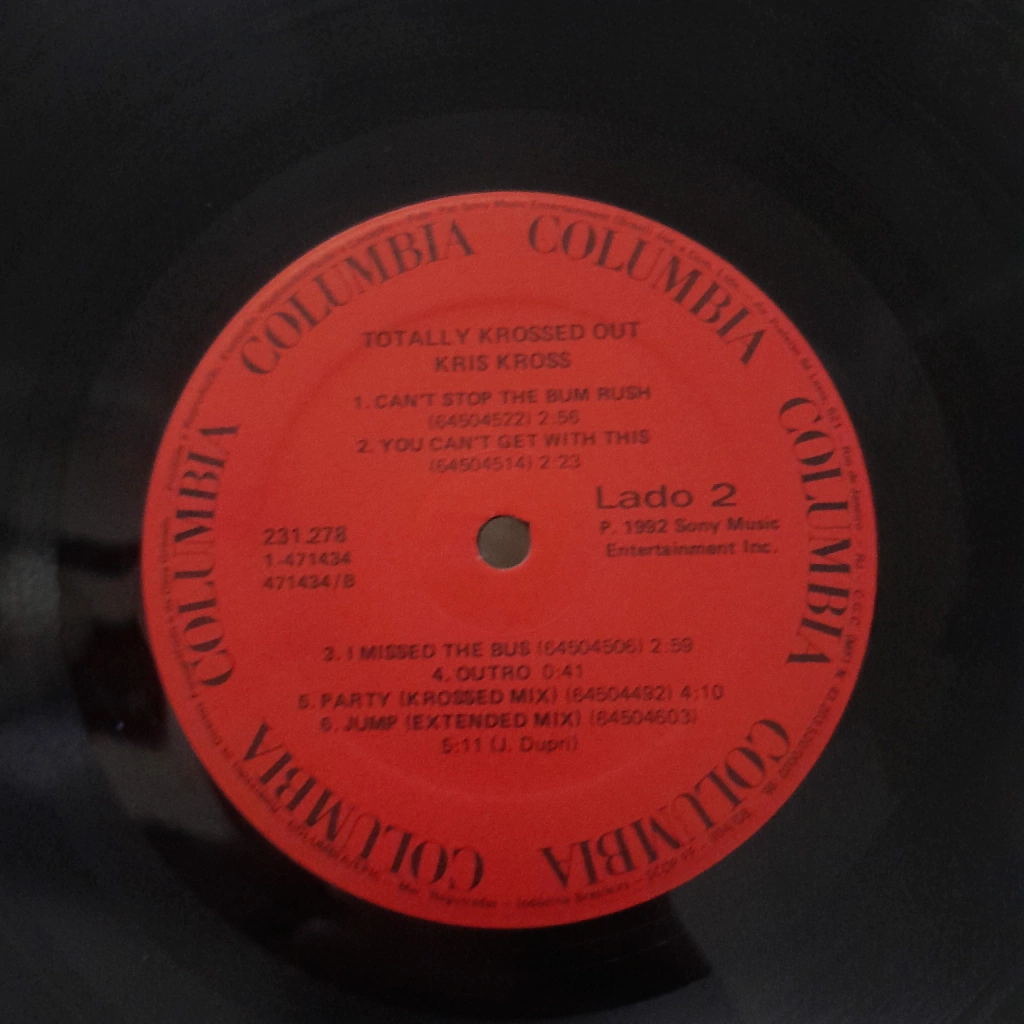 COLUMBIA COLUMBIA COLUMBIA COLUMBIA COLUMBIA COLUMBIA COLUMBIA COLUMBIA
TOTALLY KROSSED OUT
KRIS KROSS
1. CAN'T STOP THE BUM RUSH
(64504522) 2:56
2. YOU CAN'T GET WITH THIS
(64504514) 2:23
Lado 2
P. 1992 Sony Music
Entertainment Inc.
231.278
1-471434
471434/B
3. I MISSED THE BUS (64504506) 2:59
4. OUTRO 0:41
5. PARTY (KROSSED MIX) (64504492) 4:10
6. JUMP (EXTENDED MIX) (64504603)
5:11 (J. Dupri)